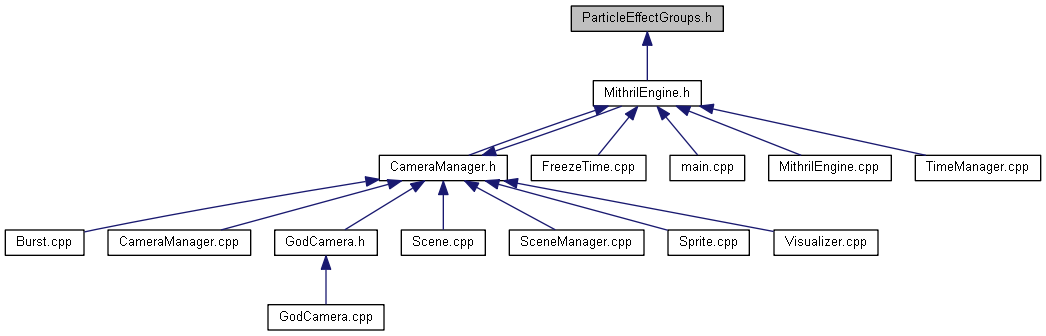 ParticleEffectGroups.h
MithrilEngine.h
CameraManager.h
FreezeTime.cpp
main.cpp
MithrilEngine.cpp
TimeManager.cpp
Burst.cpp
CameraManager.cpp
GodCamera.h
Scene.cpp
SceneManager.cpp
Sprite.cpp
Visualizer.cpp
GodCamera.cpp